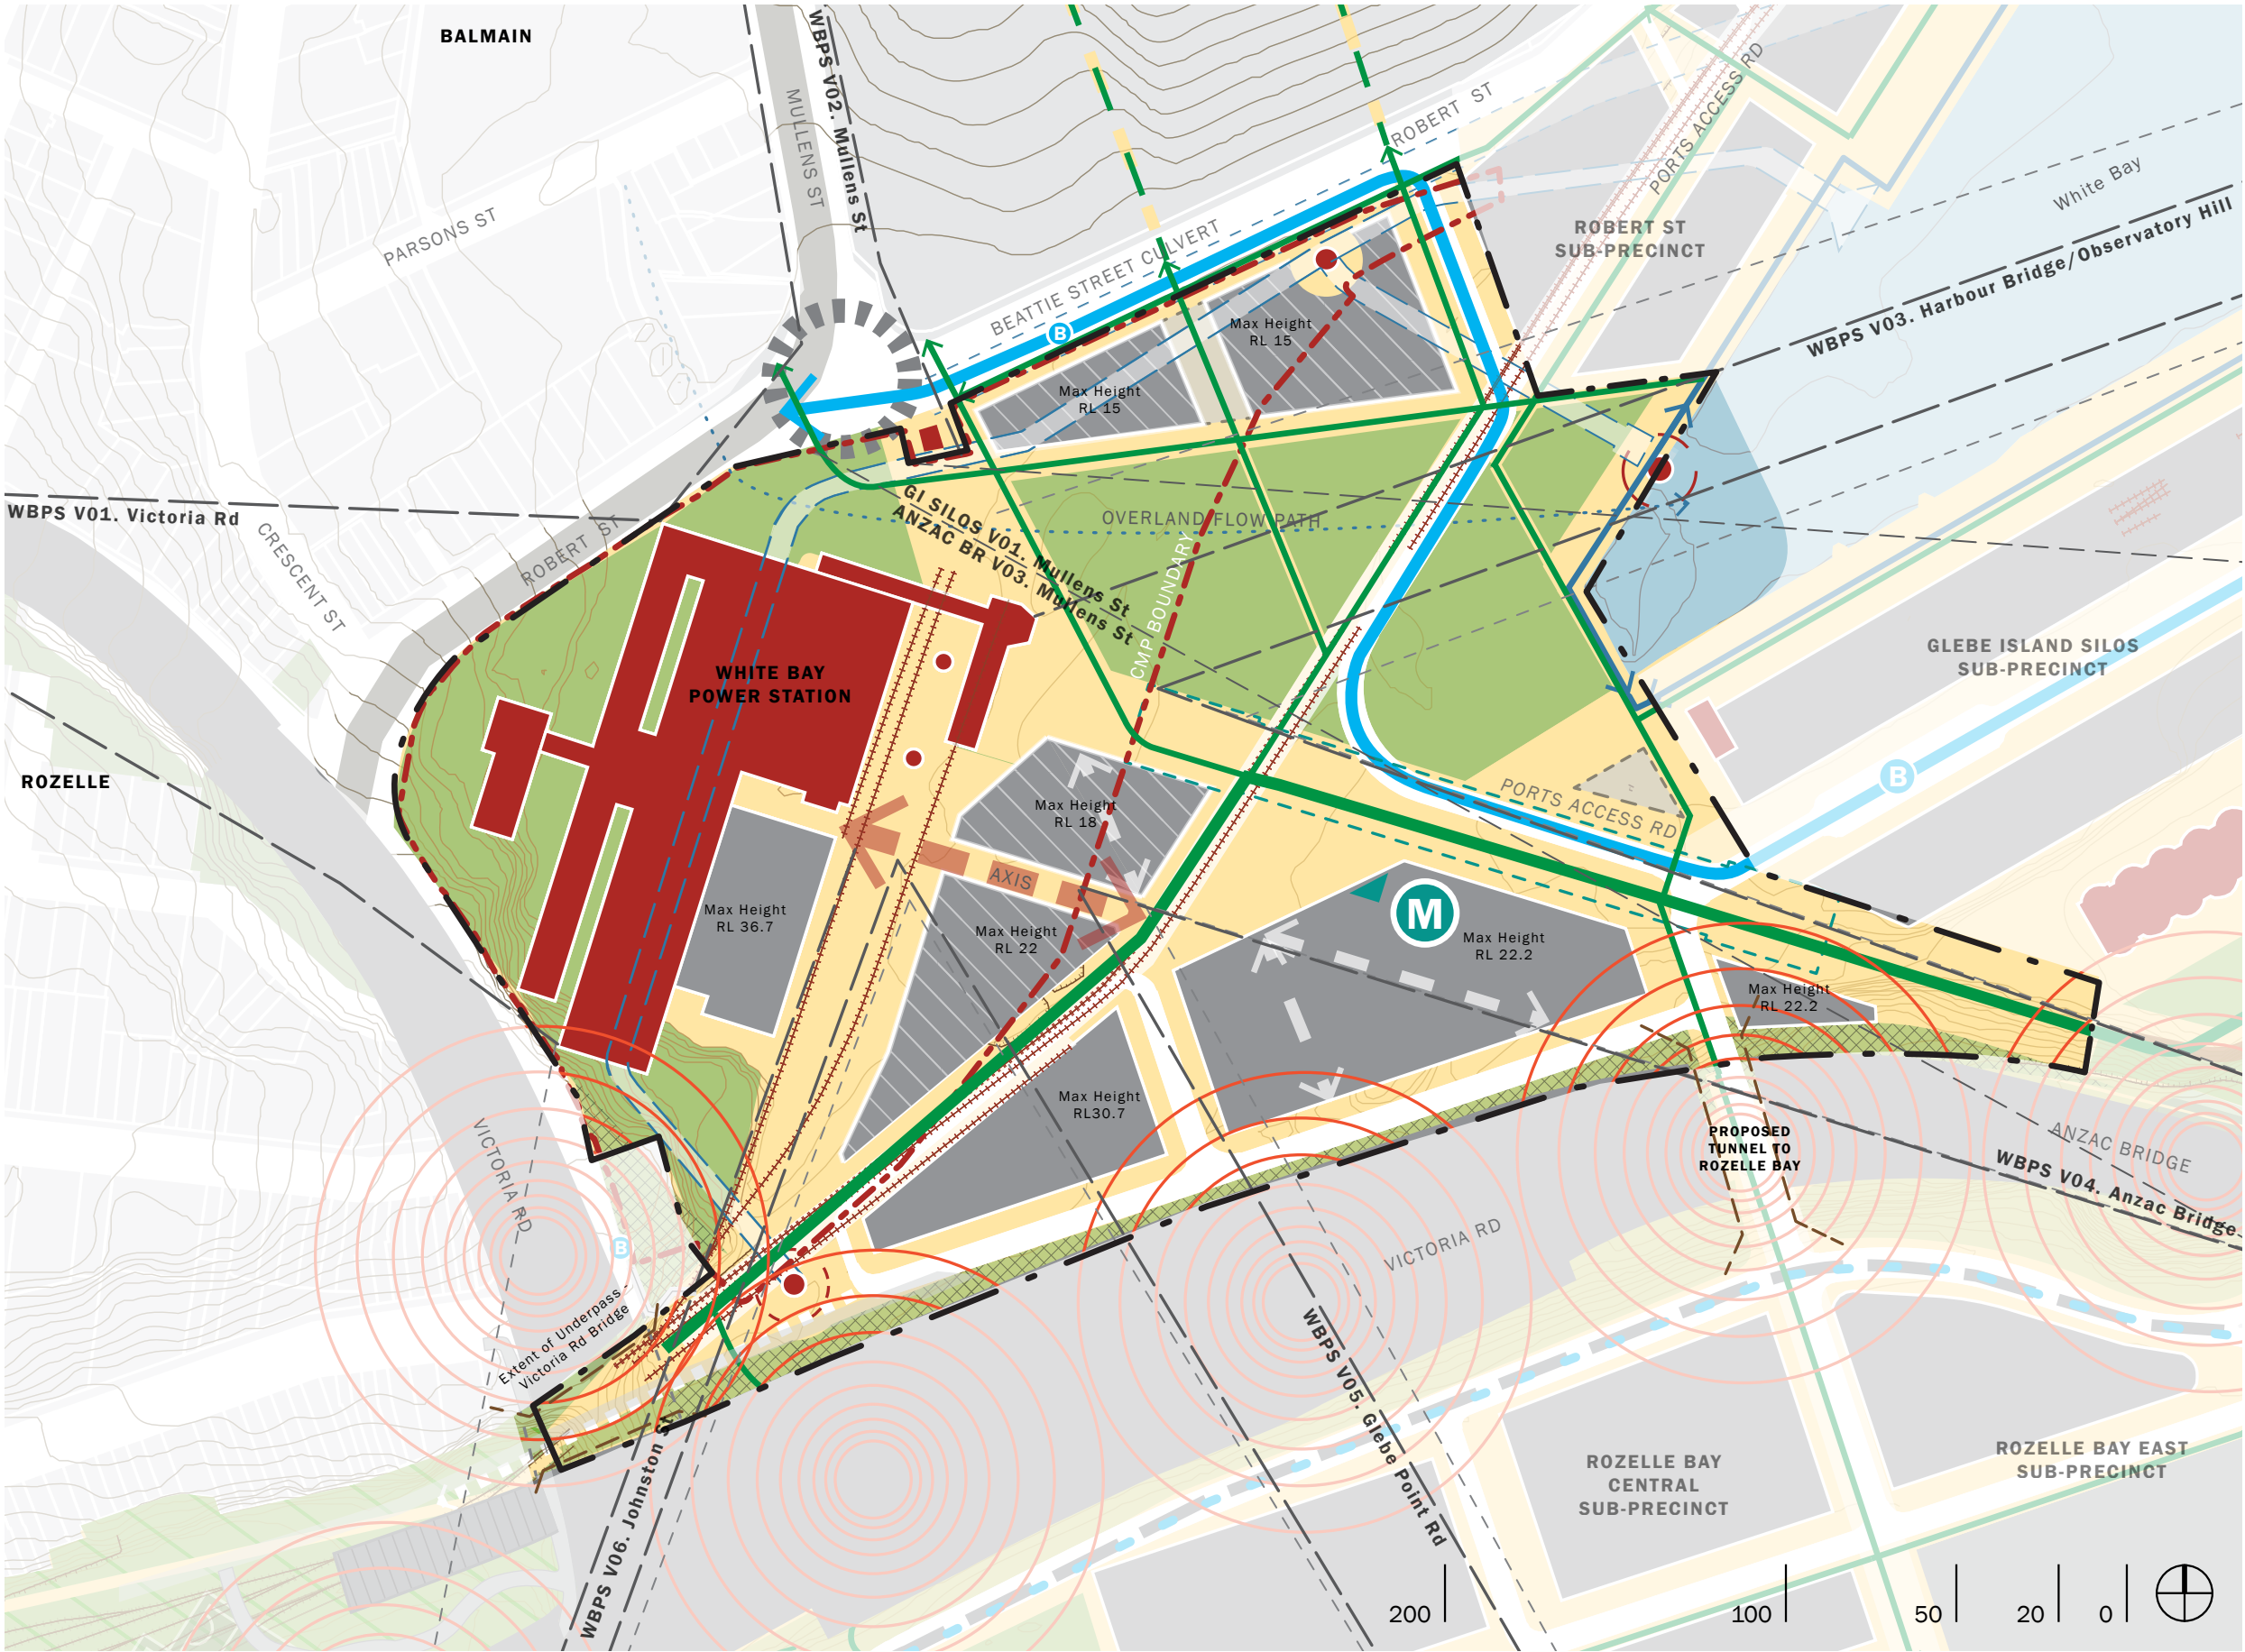 BALMAIN
MULLENS ST
WBPS V02. Mullens St
ROBERT ST
PORTS ACCESS RD
White Bay
PARSONS ST
ROBERT ST
SUB-PRECINCT
WBPS V03. Harbour Bridge/Observatory Hill
BEATTIE STREET CULVERT
B
Max Height
RL 15
Max Height
RL 15
WBPS V01. Victoria Rd
CRESCENT ST
ROBERT ST
GI SILOS V01. Mullens St
ANZAC BR V03. Mullens St
OVERLAND FLOW PATH
CMP BOUNDARY
GLEBE ISLAND SILOS
SUB-PRECINCT
WHITE BAY
POWER STATION
ROZELLE
B
Max Height
RL 18
PORTS ACCESS RD
AXIS
Max Height
RL 36.7
Max Height
RL 22
M
Max Height
RL 22.2
Max Height
RL 22.2
Max Height
RL30.7
PROPOSED
TUNNEL TO
ROZELLE BAY
ANZAC BRIDGE
WBPS V04. Anzac Bridge
VICTORIA RD
B
VICTORIA RD
Extent of Underpass -
Victoria Rd Bridge
WBPS V05. Glebe Point Rd
WBPS V06. Johnston St
ROZELLE BAY
CENTRAL
SUB-PRECINCT
ROZELLE BAY EAST
SUB-PRECINCT
200
100
50
20
0